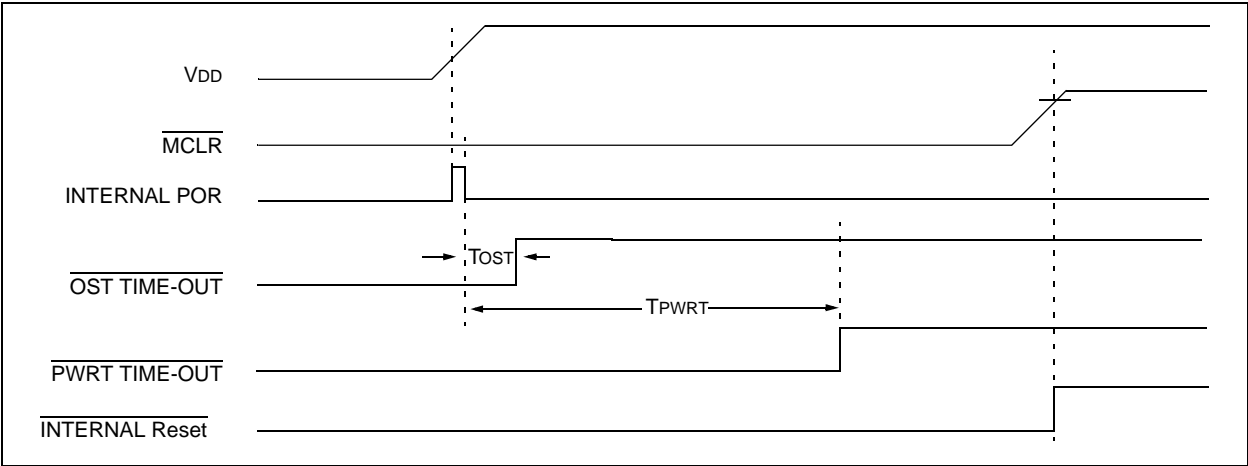 VDD
MCLR
INTERNAL POR
TOST
OST TIME-OUT
TPWRT
PWRT TIME-OUT
INTERNAL Reset